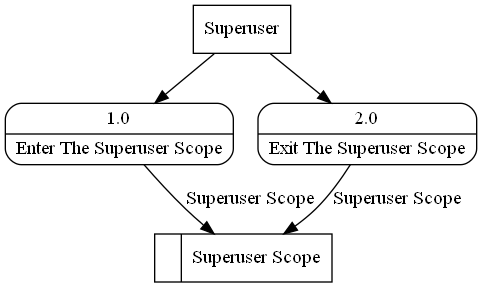 Superuser
1.0
Enter The Superuser Scope
2.0
Exit The Superuser Scope
Superuser Scope
Superuser Scope
Superuser Scope